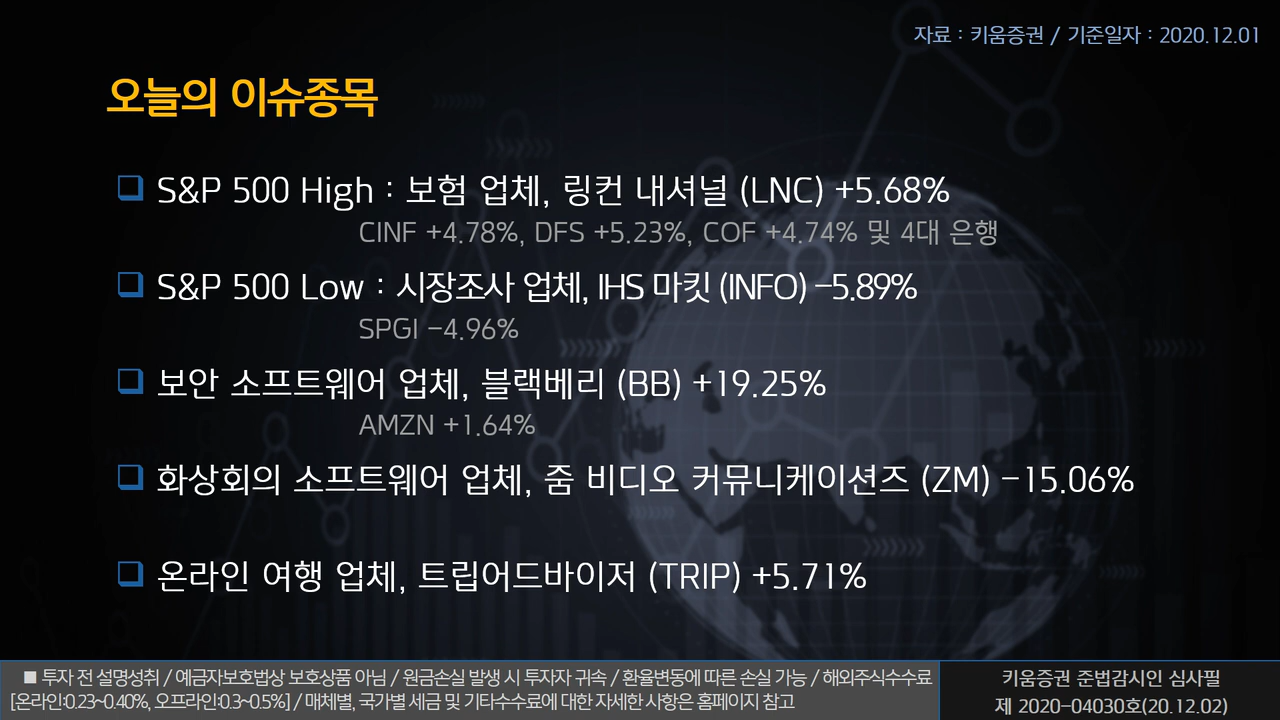 자료 : 키움증권 / 기준일자 : 2020.12.01
오늘의 이슈종목
❑ S&P 500 High : 보험 업체, 링컨 내셔널 (LNC) +5.68%
CINF +4.78%, DFS +5.23%, COF +4.74% 및 4대 은행
❑ S&P 500 Low : 시장조사 업체, IHS 마킷 (INFO) -5.89%
SPGI -4.96%
❑ 보안 소프트웨어 업체, 블랙베리 (BB) +19.25%
AMZN +1.64%
❑ 화상회의 소프트웨어 업체, 줌 비디오 커뮤니케이션즈 (ZM) -15.06%
❑ 온라인 여행 업체, 트립어드바이저 (TRIP) +5.71%
■ 투자 전 설명성취 / 예금자보호법상 보호상품 아님 / 원금손실 발생 시 투자자 귀속 / 환율변동에 따른 손실 가능 / 해외주식수수료
[온라인:0.23~0.40%, 오프라인:0.3~0.5%] / 매체별, 국가별 세금 및 기타수수료에 대한 자세한 사항은 홈페이지 참고
키움증권 준법감시인 심사필
제 2020-04030호(20.12.02)